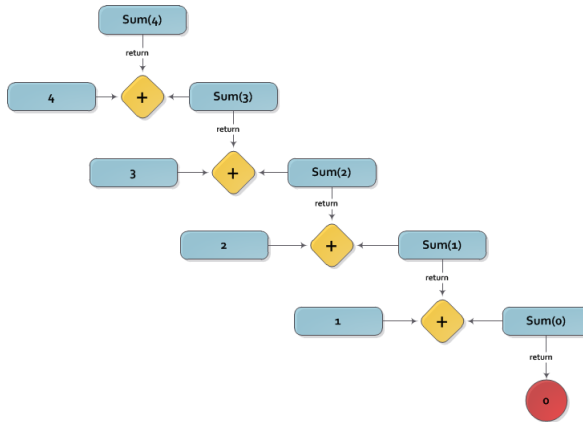 Sum(4)
return
4
+
Sum(3)
return
3
+
Sum(2)
return
2
+
Sum(1)
return
1
+
Sum(0)
return
0